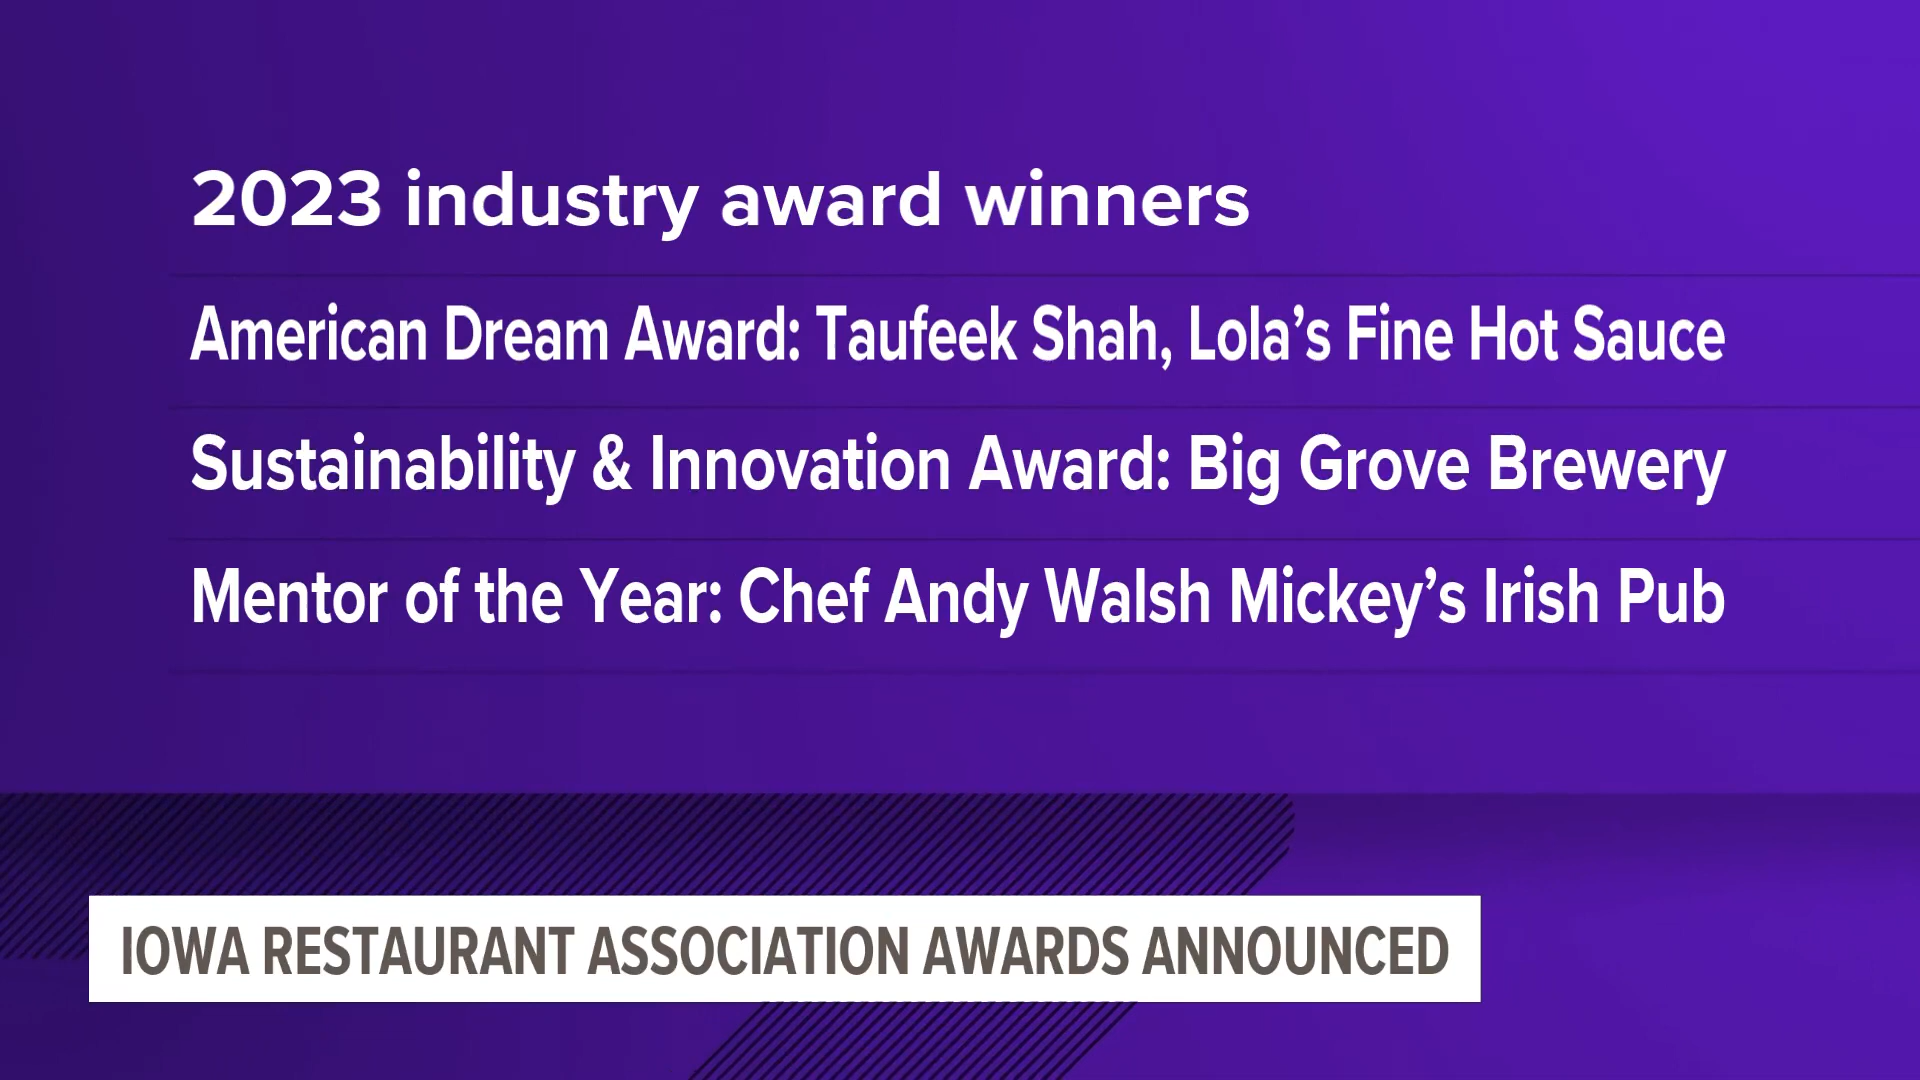 2023 industry award winners
American Dream Award: Taufeek Shah, Lola’s Fine Hot Sauce
Sustainability & Innovation Award: Big Grove Brewery
Mentor of the Year: Chef Andy Walsh Mickey’s Irish Pub
IOWA RESTAURANT ASSOCIATION AWARDS ANNOUNCED